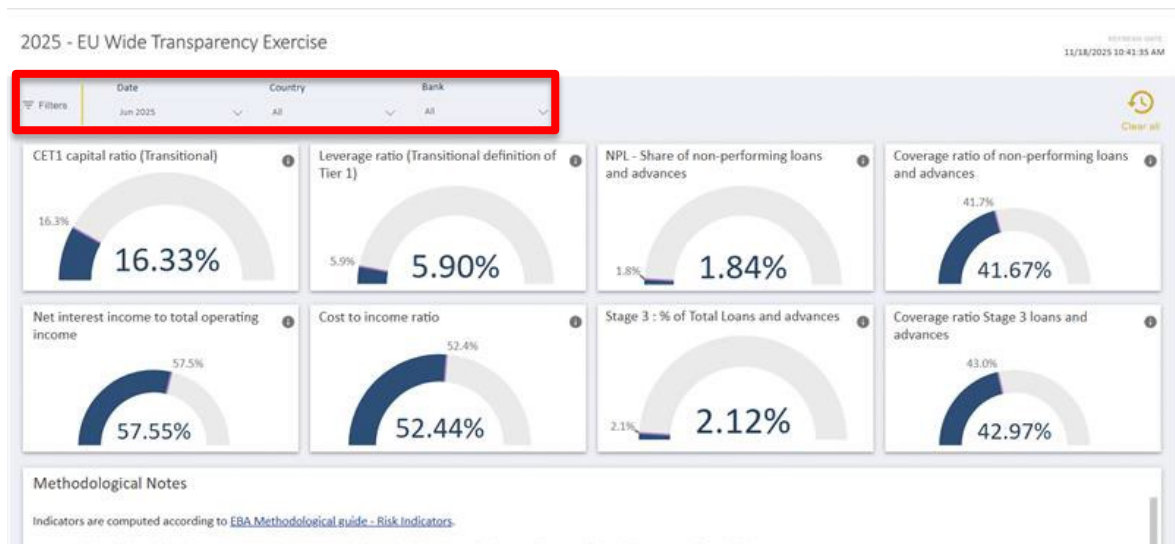 2025 - EU Wide Transparency Exercise
REFRESH DATE
11/18/2025 10:41:35 AM
Filters
Date
Country
Bank
Jun 2025
All
All
Clear all
CET1 capital ratio (Transitional)
16.3%
16.33%
Leverage ratio (Transitional definition of
Tier 1)
5.9%
5.90%
NPL - Share of non-performing loans
and advances
1.8%
1.84%
Coverage ratio of non-performing loans
and advances
41.7%
41.67%
Net interest income to total operating
income
57.5%
57.55%
Cost to income ratio
52.4%
52.44%
Stage 3 : % of Total Loans and advances
2.1%
2.12%
Coverage ratio Stage 3 loans and
advances
43.0%
42.97%
Methodological Notes
Indicators are computed according to EBA Methodological guide - Risk Indicators.